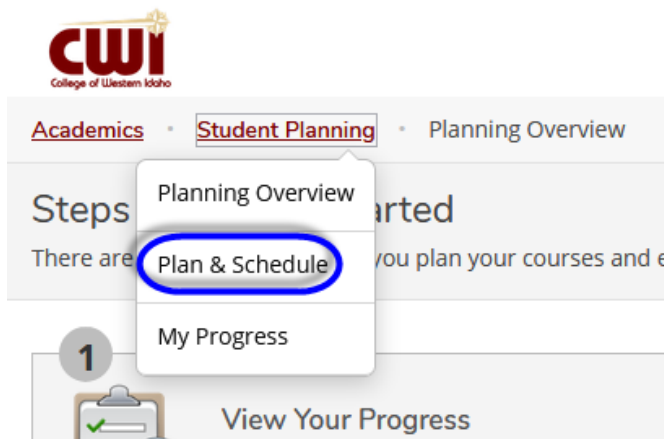 CWI
College of Western Idaho
Academics · Student Planning · Planning Overview
Planning Overview
Steps arted
There are you plan your courses and e
Plan & Schedule
My Progress
1
View Your Progress